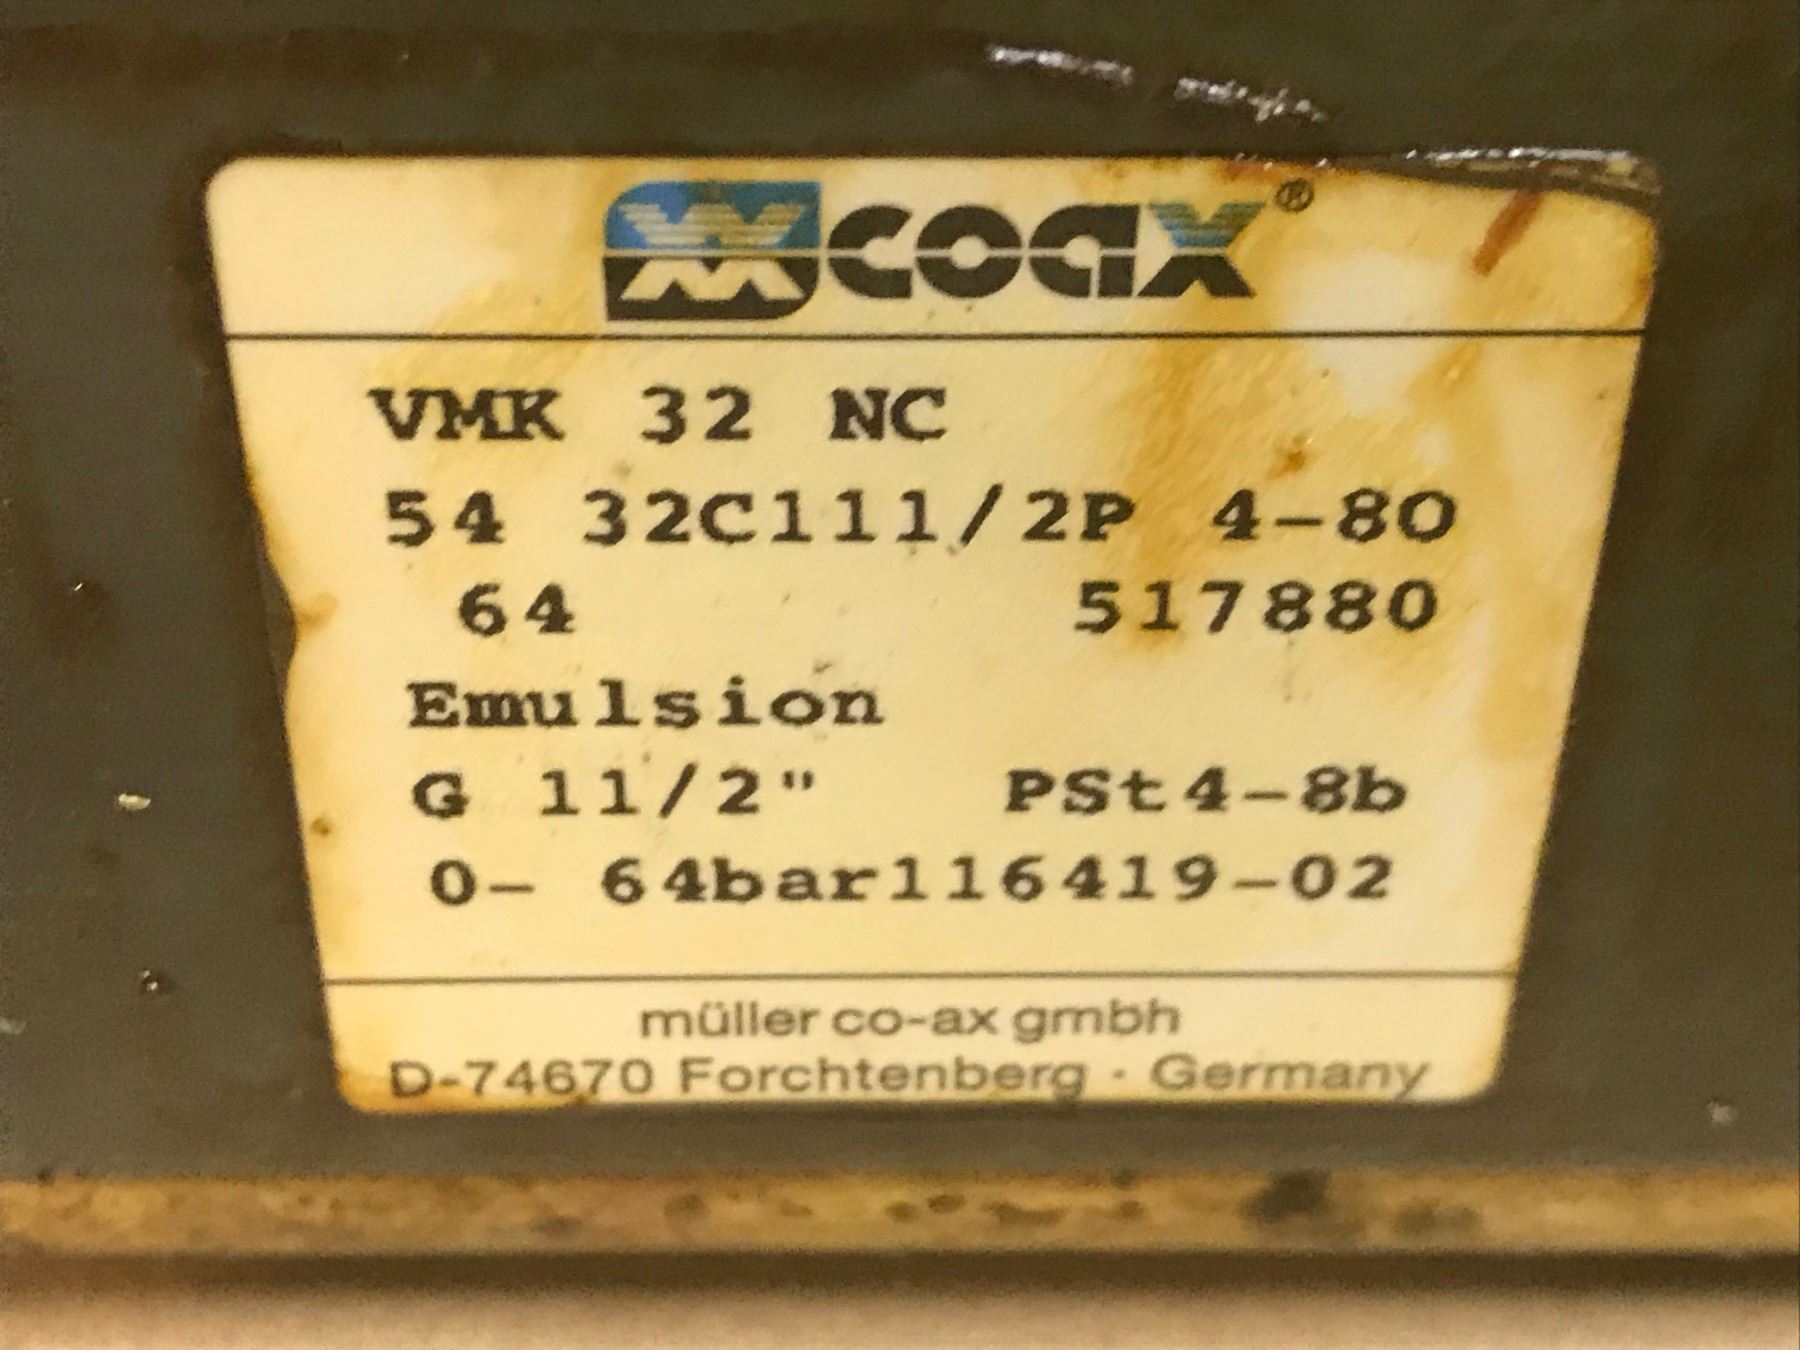 coax®
VMK 32 NC
54 32C111/2P 4-80
64 517880
Emulsion
G 11/2" PSt4-8b
0- 64bar116419-02
müller co-ax gmbh
D-74670 Forchtenberg · Germany